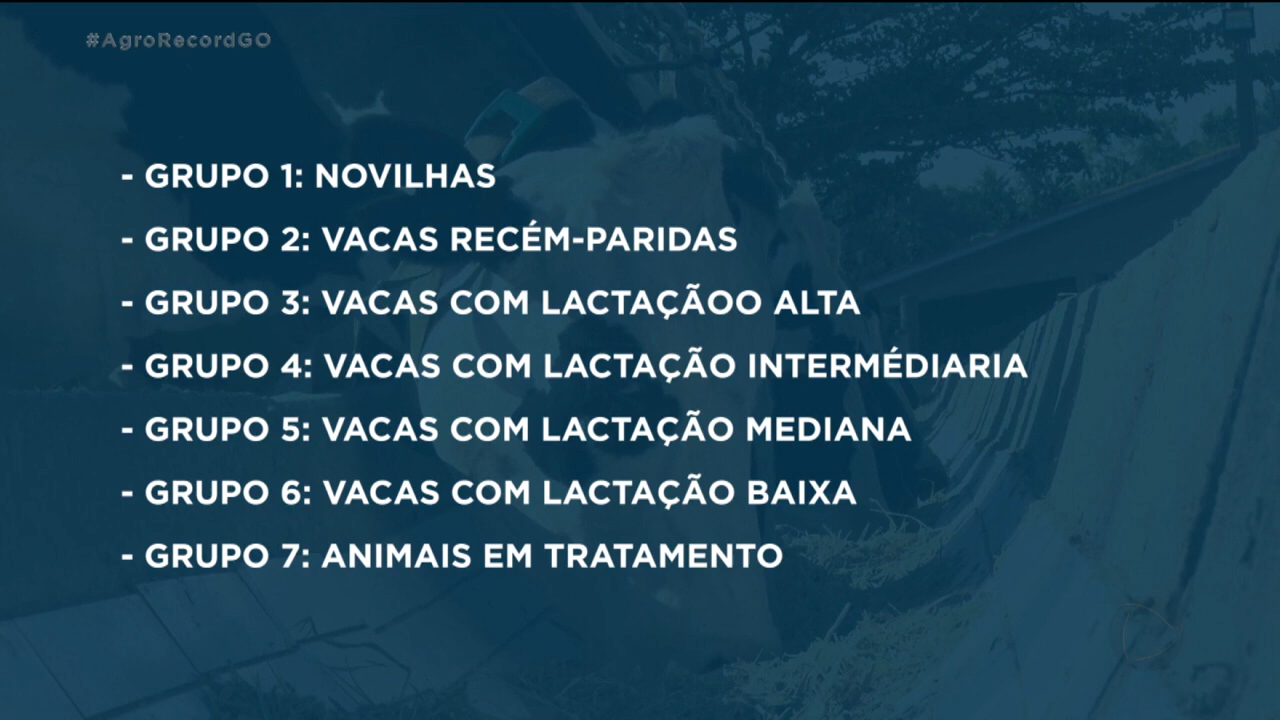 #AgroRecordGO
- GRUPO 1: NOVILHAS
- GRUPO 2: VACAS RECÉM-PARIDAS
- GRUPO 3: VACAS COM LACTAÇÃOO ALTA
- GRUPO 4: VACAS COM LACTAÇÃO INTERMÉDIARIA
- GRUPO 5: VACAS COM LACTAÇÃO MEDIANA
- GRUPO 6: VACAS COM LACTAÇÃO BAIXA
- GRUPO 7: ANIMAIS EM TRATAMENTO